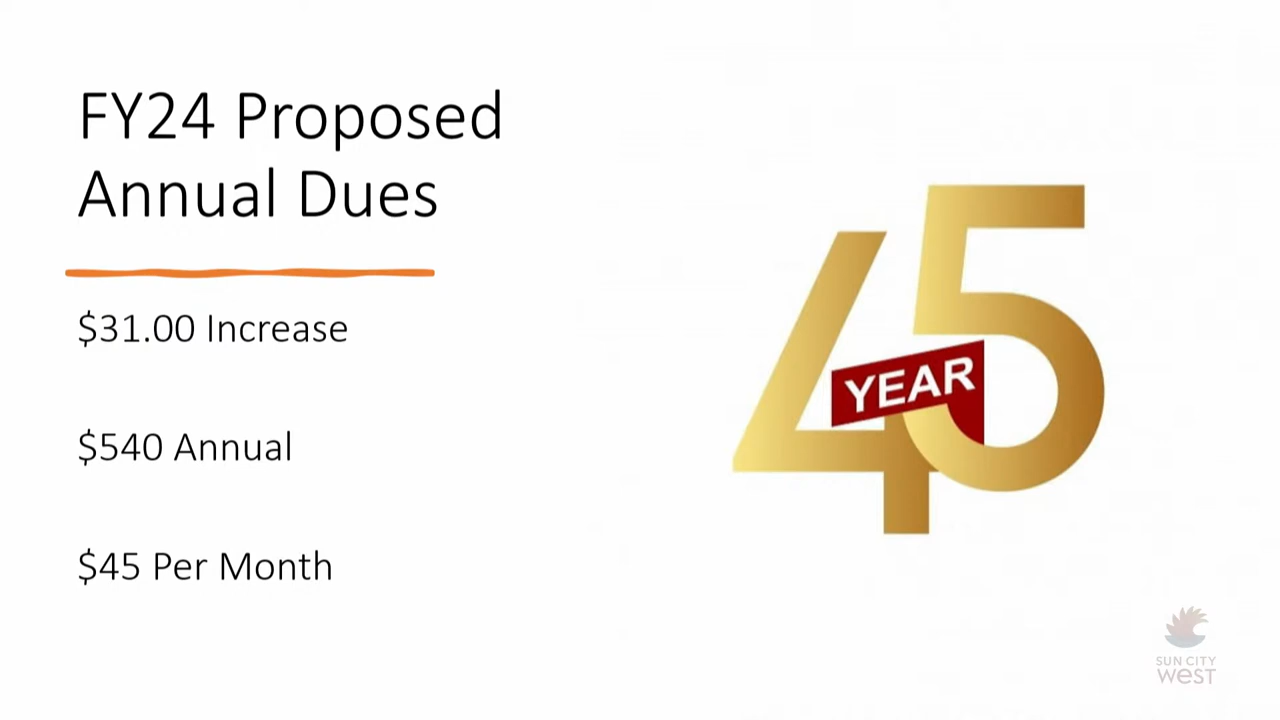 FY24 Proposed
Annual Dues
$31.00 Increase
$540 Annual
$45 Per Month
45
YEAR
SUN CITY
west